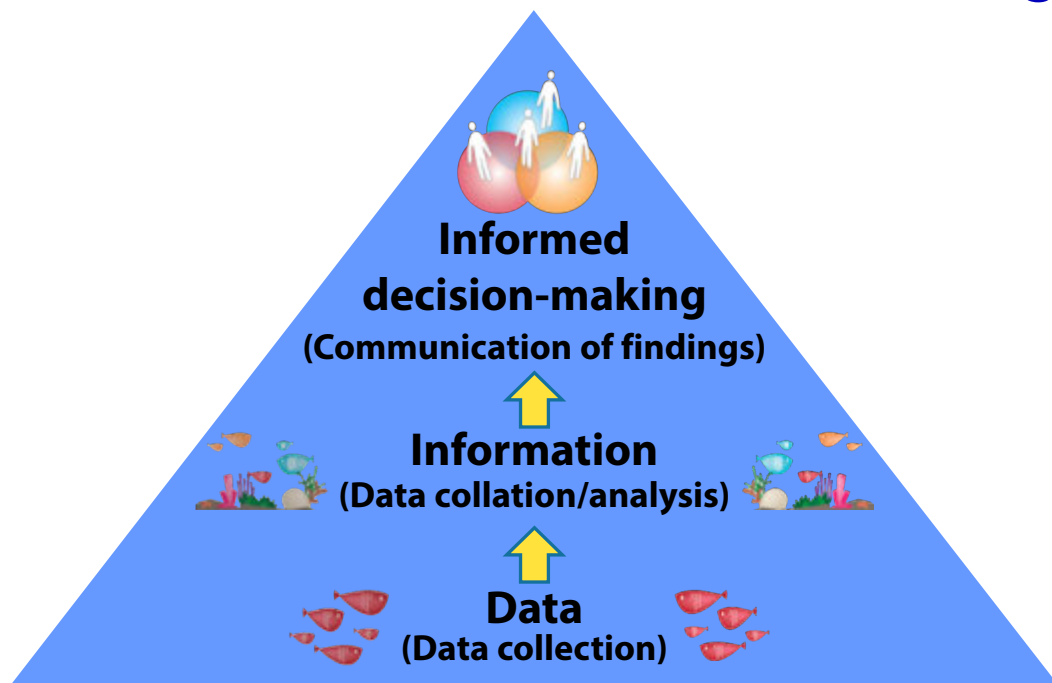 Informed
decision-making
(Communication of findings)
Information
(Data collation/analysis)
Data
(Data collection)